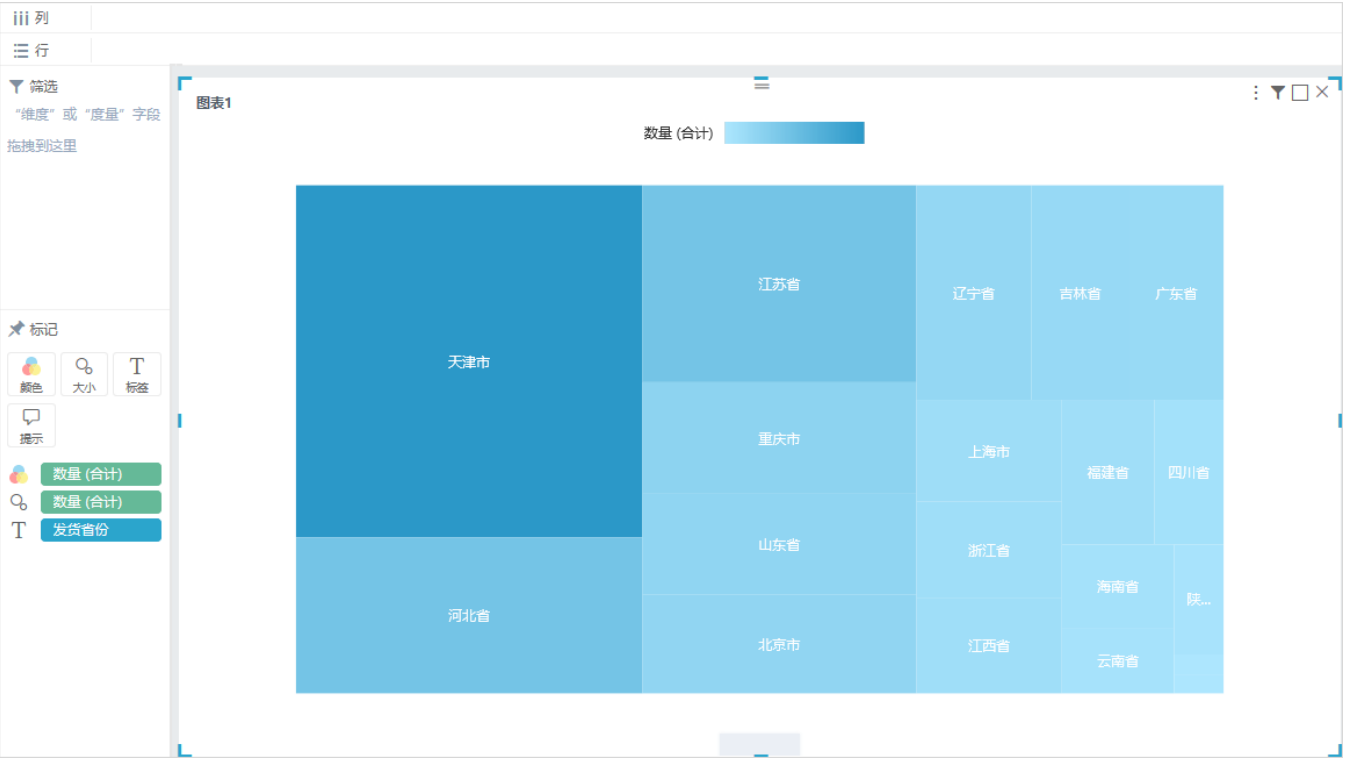 列
行
筛选
“维度”或“度量”字段
拖拽到这里
图表1
数量 (合计)
天津市
江苏省
辽宁省
吉林省
广东省
重庆市
上海市
福建省
四川省
山东省
浙江省
海南省
陕...
河北省
北京市
江西省
云南省
标记
颜色
大小
T
标签
提示
数量 (合计)
数量 (合计)
T 发货省份